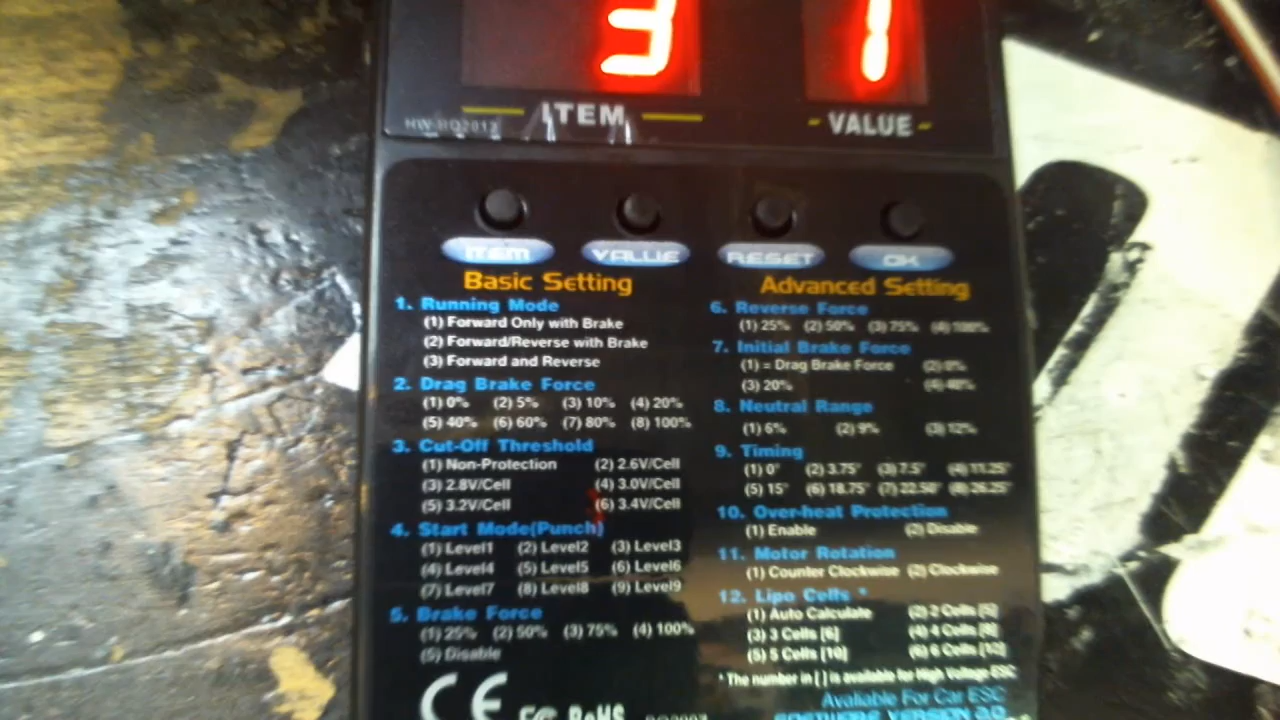 3 1
ITEM VALUE
HW-BQ2012
ITEM VALUE RESET OK
Basic Setting
1. Running Mode
(1) Forward Only with Brake
(2) Forward/Reverse with Brake
(3) Forward and Reverse
2. Drag Brake Force
(1) 0% (2) 5% (3) 10% (4) 20%
(5) 40% (6) 60% (7) 80% (8) 100%
3. Cut-Off Threshold
(1) Non-Protection (2) 2.6V/Cell
(3) 2.8V/Cell (4) 3.0V/Cell
(5) 3.2V/Cell (6) 3.4V/Cell
4. Start Mode(Punch)
(1) Level1 (2) Level2 (3) Level3
(4) Level4 (5) Level5 (6) Level6
(7) Level7 (8) Level8 (9) Level9
5. Brake Force
(1) 25% (2) 50% (3) 75% (4) 100%
(5) Disable
CE FC RoHS
Advanced Setting
6. Reverse Force
(1) 25% (2) 50% (3) 75% (4) 100%
7. Initial Brake Force
(1) = Drag Brake Force (2) 0%
(3) 20% (4) 40%
8. Neutral Range
(1) 6% (2) 9% (3) 12%
9. Timing
(1) 0° (2) 3.75° (3) 7.5° (4) 11.25°
(5) 15° (6) 18.75° (7) 22.50° (8) 26.25°
10. Over-heat Protection
(1) Enable (2) Disable
11. Motor Rotation
(1) Counter Clockwise (2) Clockwise
12. Lipo Cells *
(1) Auto Calculate (2) 2 Cells [5]
(3) 3 Cells [6] (4) 4 Cells [8]
(5) 5 Cells [10] (6) 6 Cells [12]
* The number in [ ] is available for High Voltage ESC
Avaliable For Car ESC
SOFTWERE VERSION 3.0